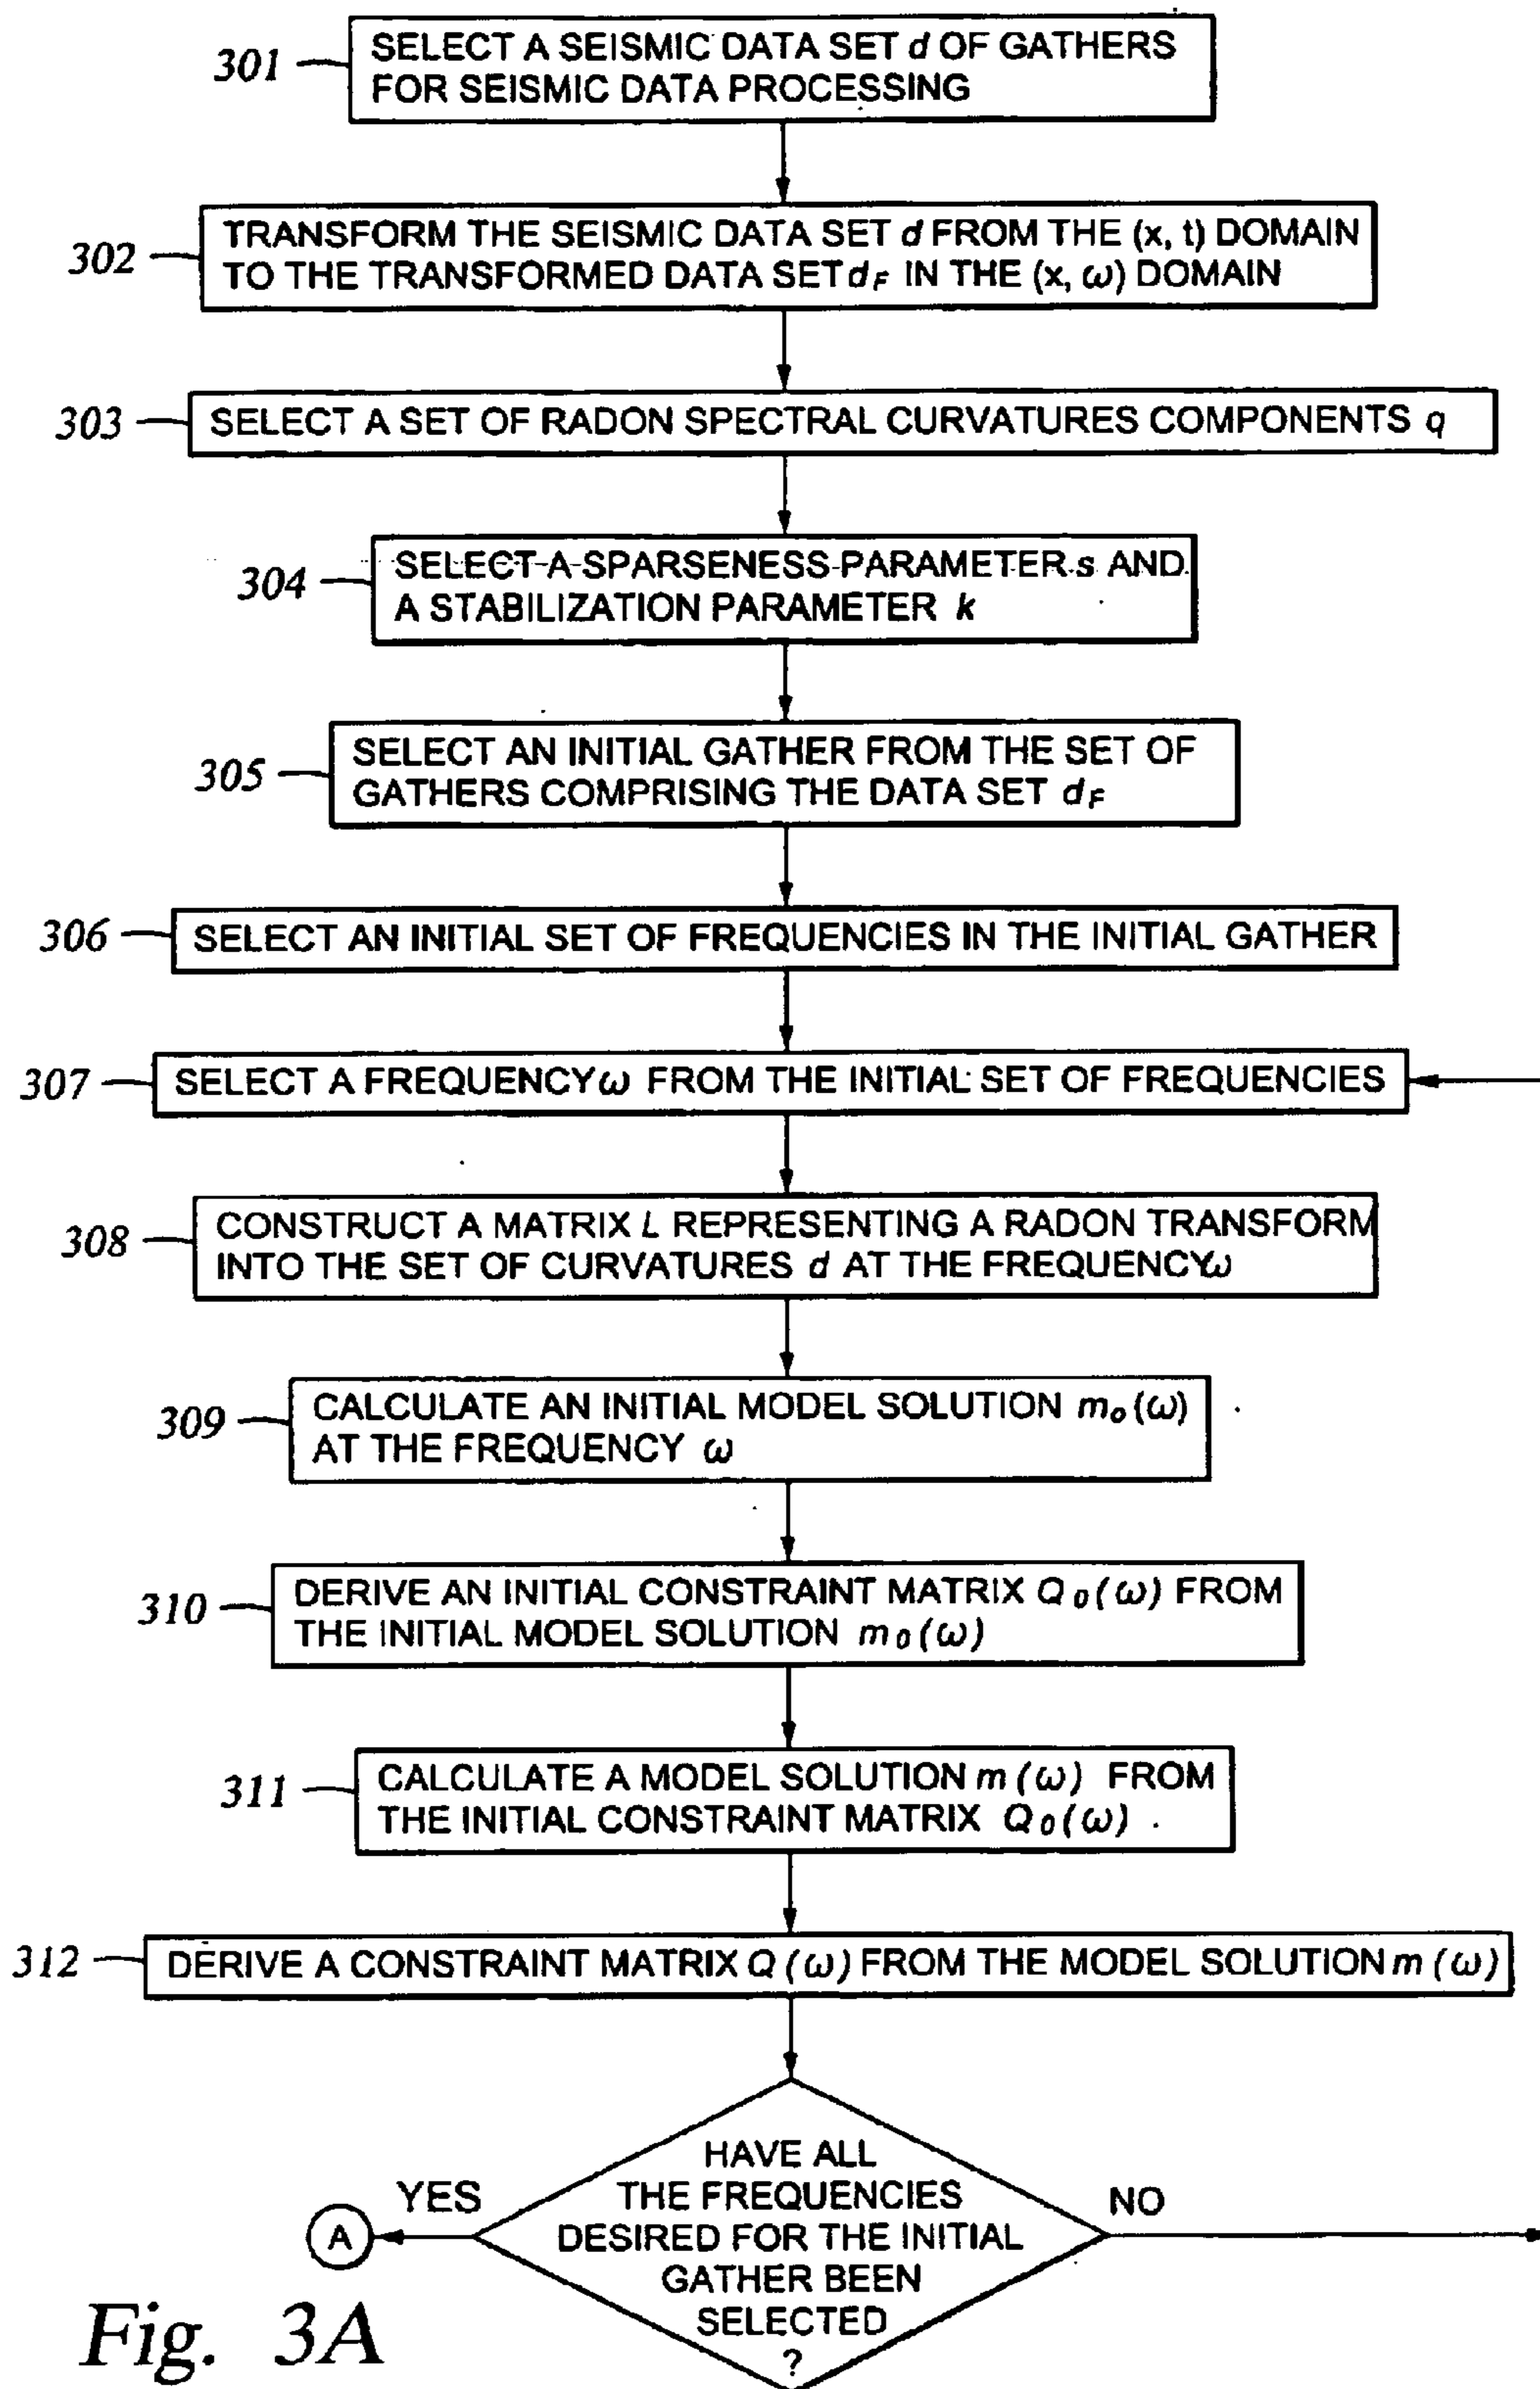 301
SELECT A SEISMIC DATA SET d OF GATHERS
FOR SEISMIC DATA PROCESSING
302
TRANSFORM THE SEISMIC DATA SET d FROM THE (x, t) DOMAIN
TO THE TRANSFORMED DATA SET dF IN THE (x, ω) DOMAIN
303
SELECT A SET OF RADON SPECTRAL CURVATURES COMPONENTS q
304
SELECT A SPARSENESS PARAMETER s AND
A STABILIZATION PARAMETER k
305
SELECT AN INITIAL GATHER FROM THE SET OF
GATHERS COMPRISING THE DATA SET dF
306
SELECT AN INITIAL SET OF FREQUENCIES IN THE INITIAL GATHER
307
SELECT A FREQUENCY ω FROM THE INITIAL SET OF FREQUENCIES
308
CONSTRUCT A MATRIX L REPRESENTING A RADON TRANSFORM
INTO THE SET OF CURVATURES d AT THE FREQUENCY ω
309
CALCULATE AN INITIAL MODEL SOLUTION m0(ω)
AT THE FREQUENCY ω
310
DERIVE AN INITIAL CONSTRAINT MATRIX Q0(ω) FROM
THE INITIAL MODEL SOLUTION m0(ω)
311
CALCULATE A MODEL SOLUTION m(ω) FROM
THE INITIAL CONSTRAINT MATRIX Q0(ω).
312
DERIVE A CONSTRAINT MATRIX Q(ω) FROM THE MODEL SOLUTION m(ω)
HAVE ALL
THE FREQUENCIES
DESIRED FOR THE INITIAL
GATHER BEEN
SELECTED
?
YES
NO
A
Fig. 3A